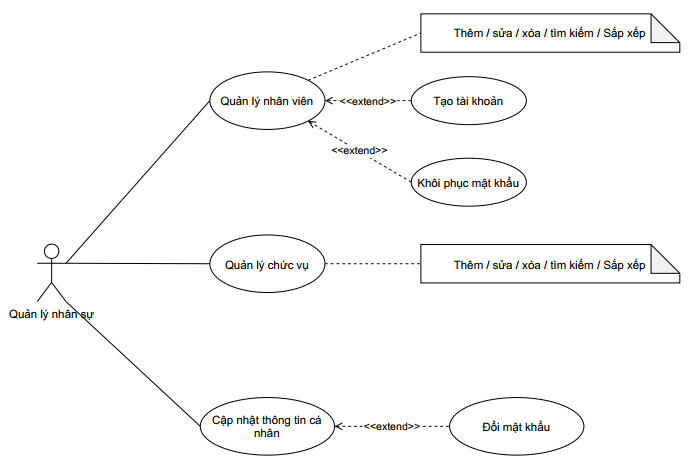 Thêm / sửa / xóa / tìm kiếm / Sắp xếp
Quản lý nhân viên
<<extend>>
Tạo tài khoản
<<extend>>
Khôi phục mật khẩu
Quản lý chức vụ
Thêm / sửa / xóa / tìm kiếm / Sắp xếp
Quản lý nhân sự
Cập nhật thông tin cá
nhân
<<extend>>
Đổi mật khẩu